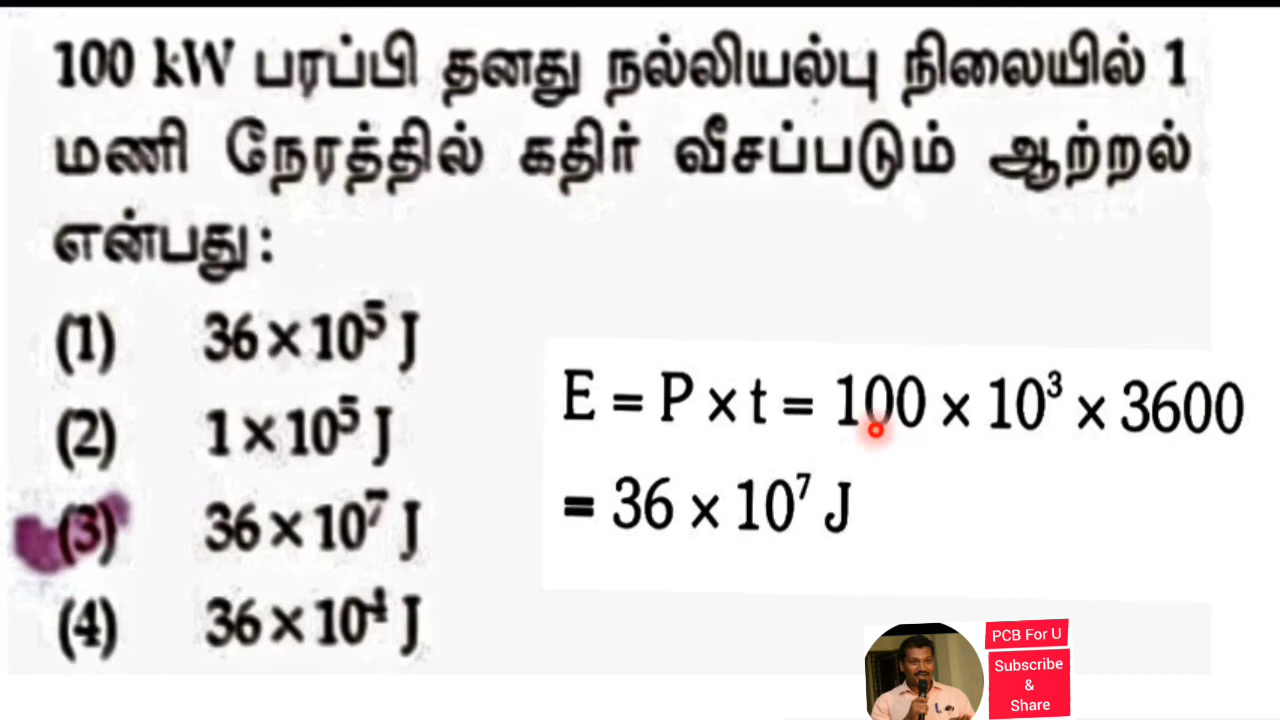 100 kW பரப்பி தனது நல்லியல்பு நிலையில் 1
மணி நேரத்தில் கதிர் வீசப்படும் ஆற்றல்
என்பது :
(1) 36 × 10⁵ J
(2) 1 × 10⁵ J
(3) 36 × 10⁷ J
(4) 36 × 10⁴ J
E = P × t = 100 × 10³ × 3600
= 36 × 10⁷ J
PCB For U
Subscribe
&
Share